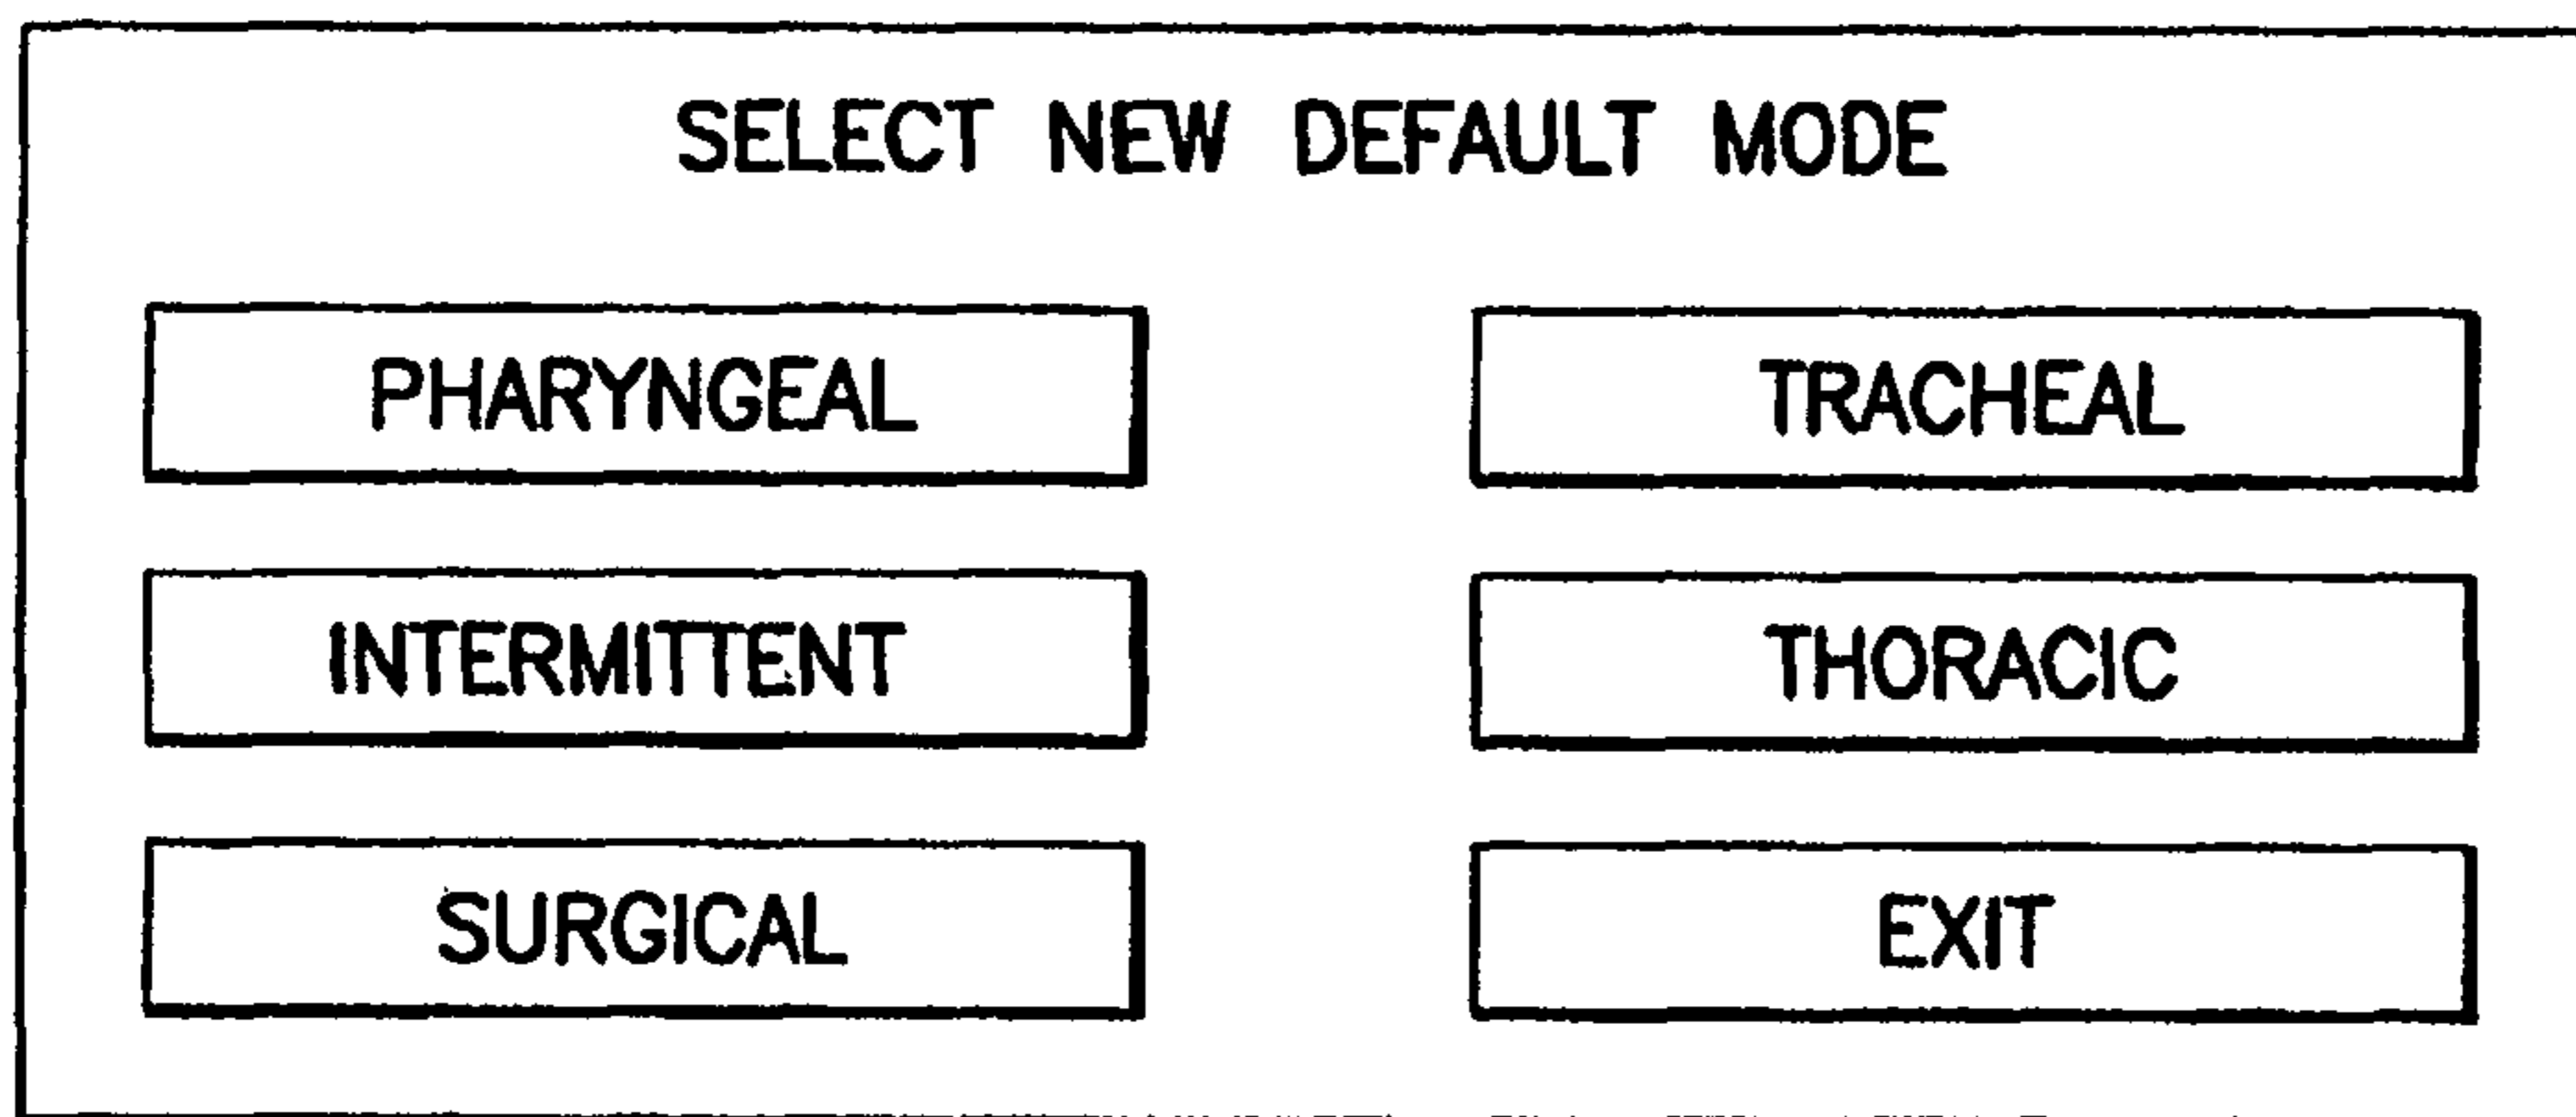 SELECT NEW DEFAULT MODE
PHARYNGEAL
TRACHEAL
INTERMITTENT
THORACIC
SURGICAL
EXIT